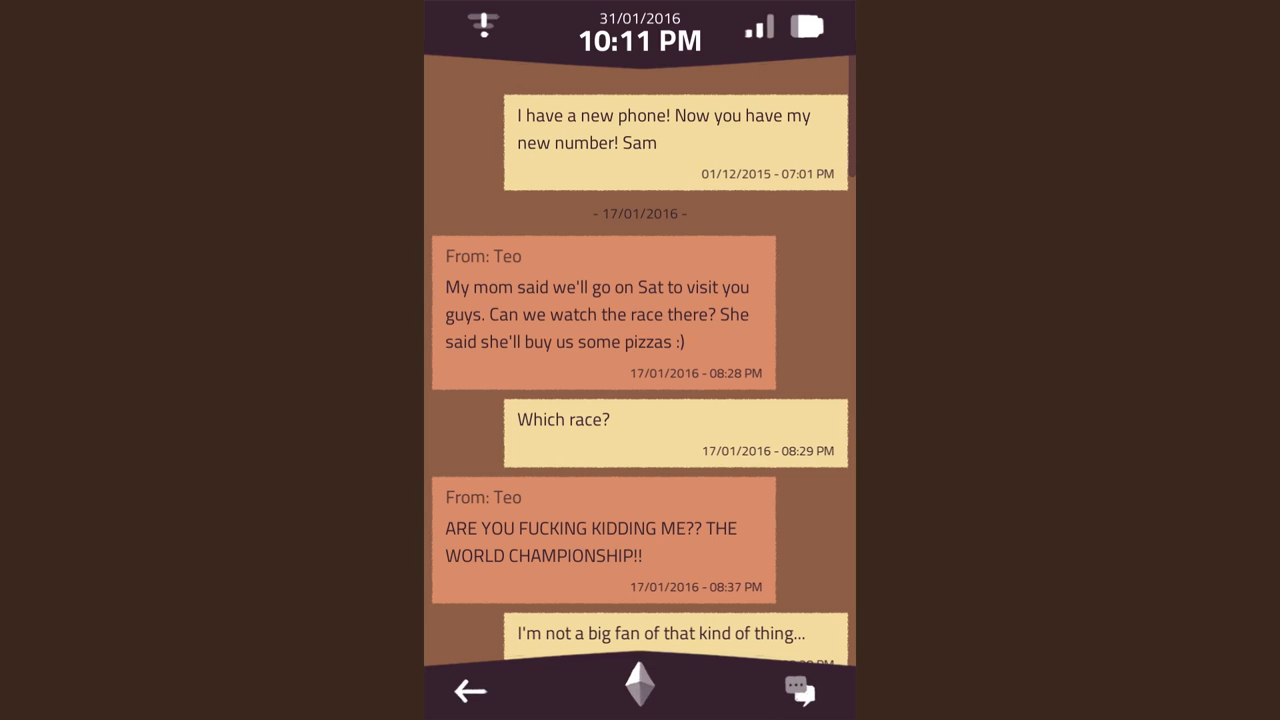 31/01/2016
10:11 PM
I have a new phone! Now you have my
new number! Sam
01/12/2015 - 07:01 PM
- 17/01/2016 -
From: Teo
My mom said we'll go on Sat to visit you
guys. Can we watch the race there? She
said she'll buy us some pizzas :)
17/01/2016 - 08:28 PM
Which race?
17/01/2016 - 08:29 PM
From: Teo
ARE YOU FUCKING KIDDING ME?? THE
WORLD CHAMPIONSHIP!!
17/01/2016 - 08:37 PM
I'm not a big fan of that kind of thing...
PM